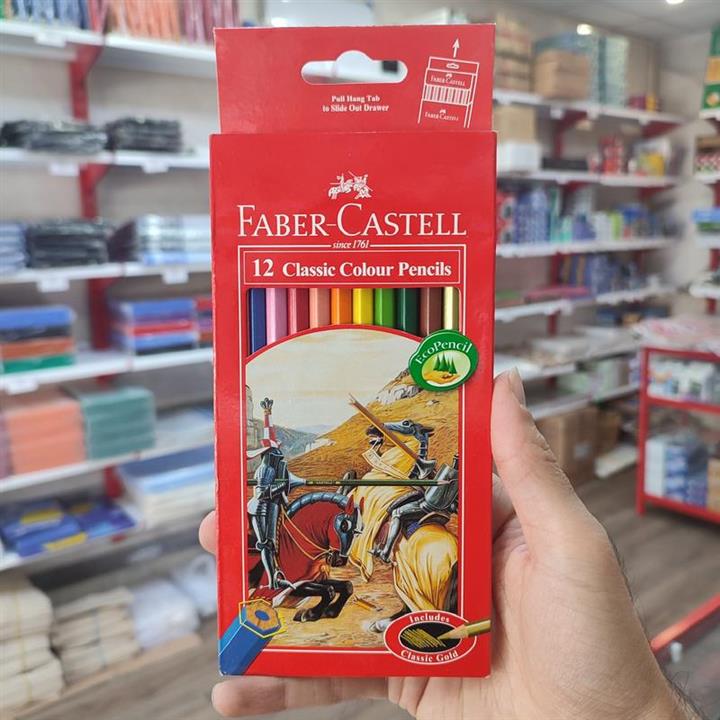 Pull Hang Tab
to Slide Out Drawer
FABER-CASTELL
FABER-CASTELL
FABER-CASTELL
since 1761
12 Classic Colour Pencils
EcoPencil
Includes
Classic Gold